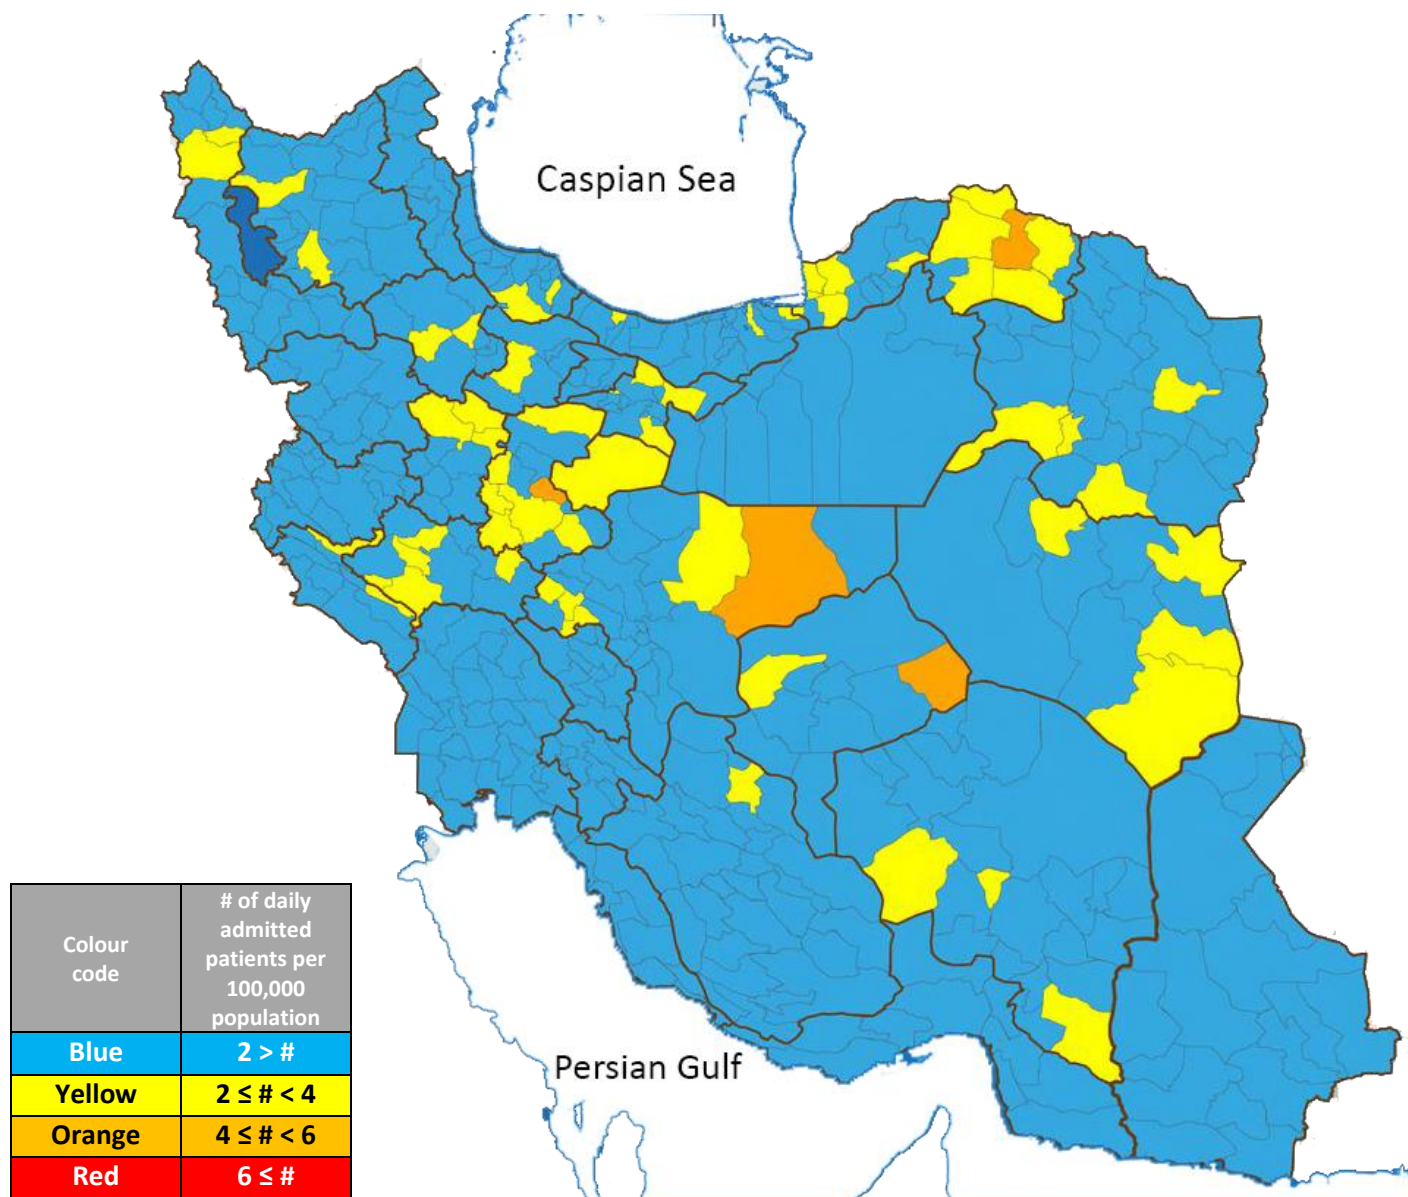 Caspian Sea
Colour
code
# of daily
admitted
patients per
100,000
population
Blue
2 > #
Yellow
2 ≤ # < 4
Orange
4 ≤ # < 6
Red
6 ≤ #
Persian Gulf